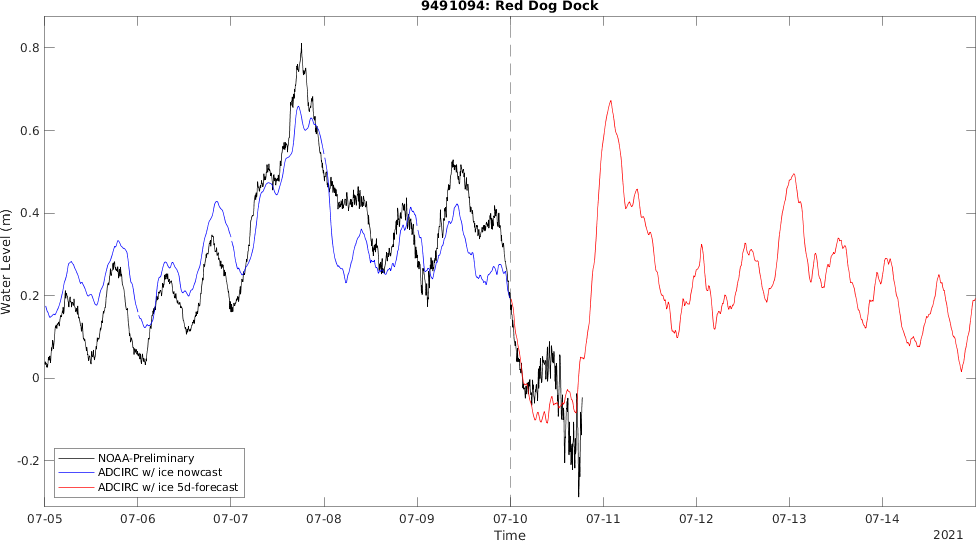 9491094: Red Dog Dock
Water Level (m)
0.8
0.6
0.4
0.2
0
-0.2
NOAA-Preliminary
ADCIRC w/ ice nowcast
ADCIRC w/ ice 5d-forecast
07-05 07-06 07-07 07-08 07-09 07-10 07-11 07-12 07-13 07-14
Time
2021